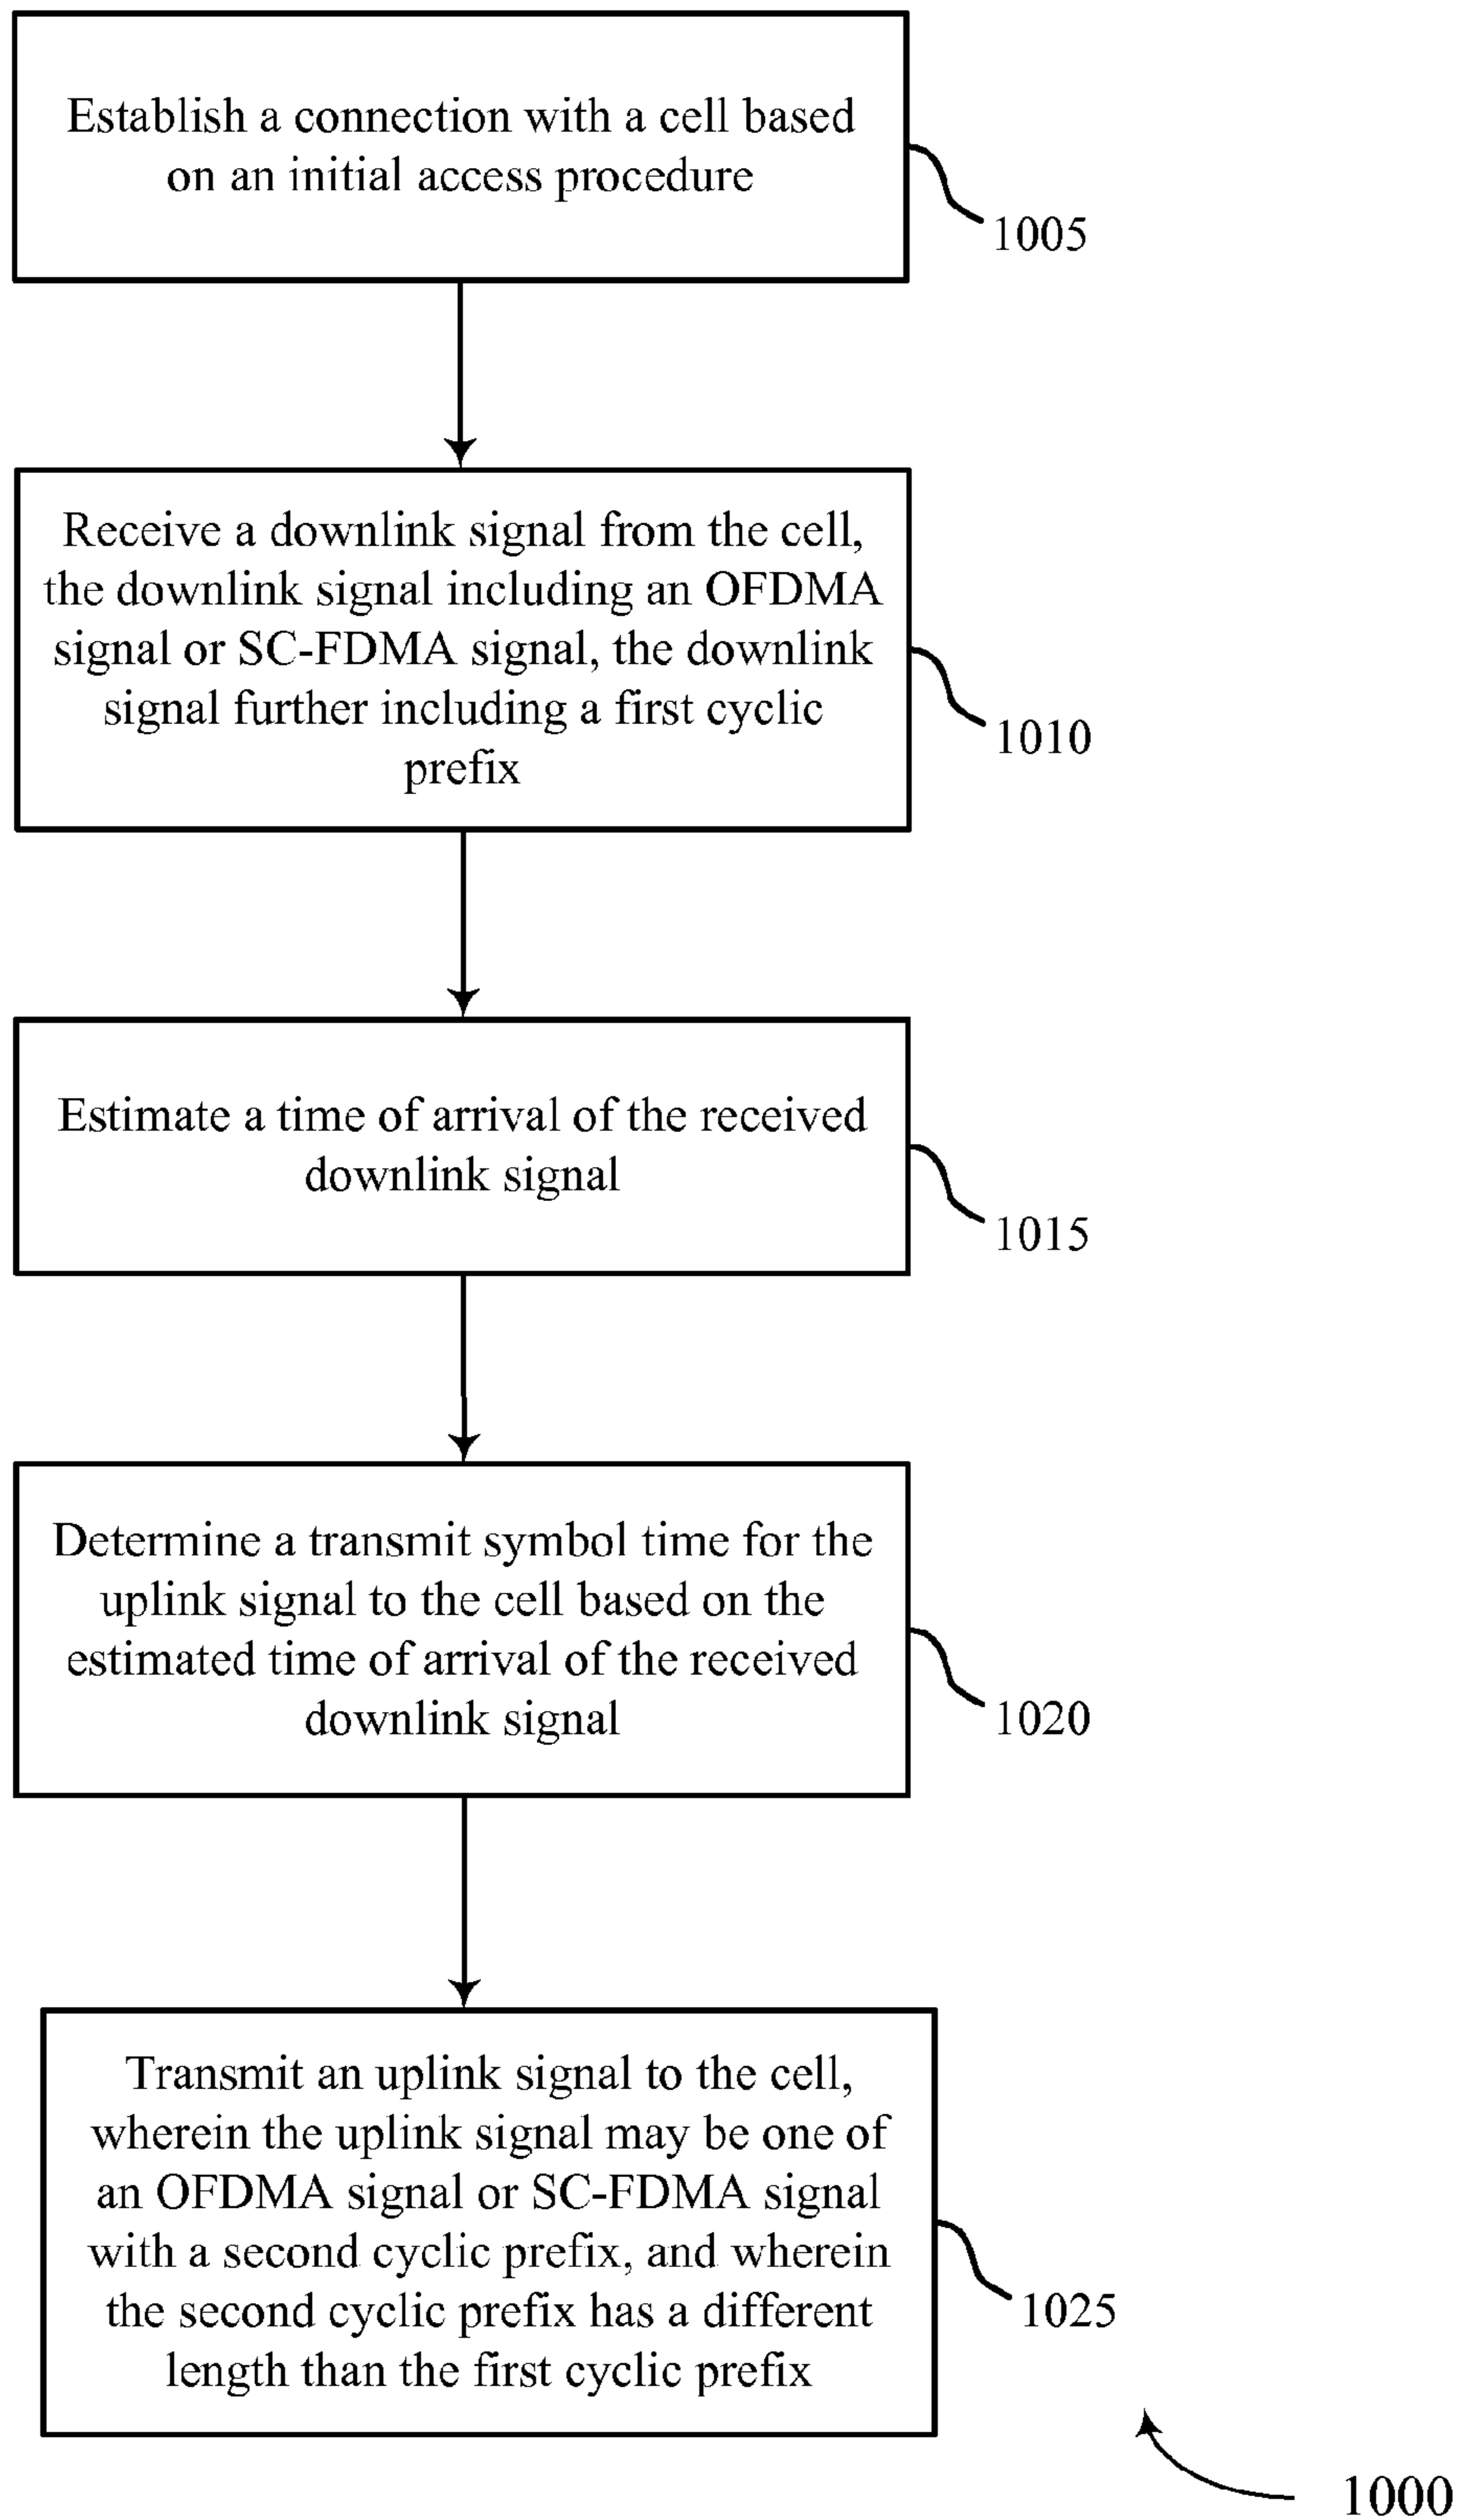 Establish a connection with a cell based
on an initial access procedure
1005
Receive a downlink signal from the cell,
the downlink signal including an OFDMA
signal or SC-FDMA signal, the downlink
signal further including a first cyclic
prefix
1010
Estimate a time of arrival of the received
downlink signal
1015
Determine a transmit symbol time for the
uplink signal to the cell based on the
estimated time of arrival of the received
downlink signal
1020
Transmit an uplink signal to the cell,
wherein the uplink signal may be one of
an OFDMA signal or SC-FDMA signal
with a second cyclic prefix, and wherein
the second cyclic prefix has a different
length than the first cyclic prefix
1025
1000